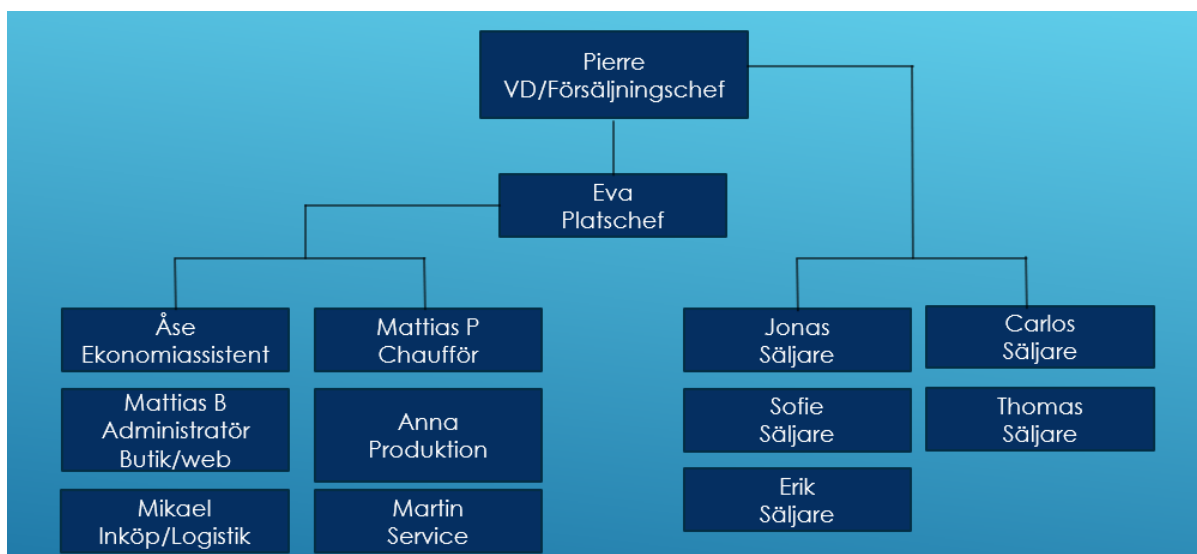 Pierre
VD/Försäljningschef
Eva
Platschef
Åse
Ekonomiassistent
Mattias P
Chaufför
Jonas
Säljare
Carlos
Säljare
Mattias B
Administratör
Butik/web
Anna
Produktion
Sofie
Säljare
Thomas
Säljare
Mikael
Inköp/Logistik
Martin
Service
Erik
Säljare